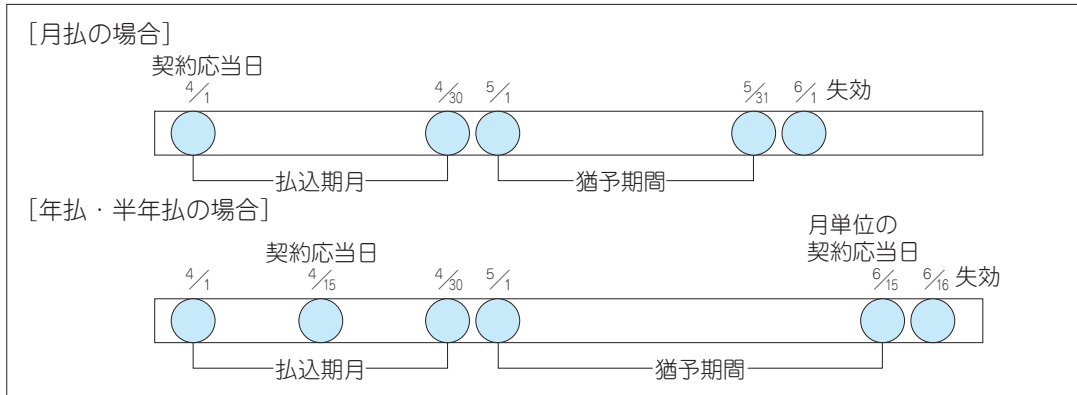 [月払の場合]
契約応当日
4/1 4/30 5/1 5/31 6/1 失効
払込期月 猶予期間
[年払・半年払の場合]
月単位の
契約応当日 契約応当日
4/1 4/15 4/30 5/1 6/15 6/16 失効
払込期月 猶予期間